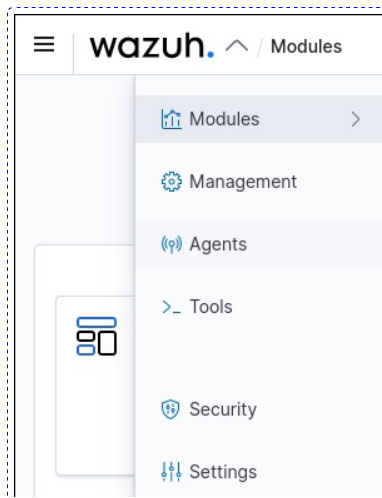 wazuh. / Modules
Modules
Management
Agents
Tools
Security
Settings